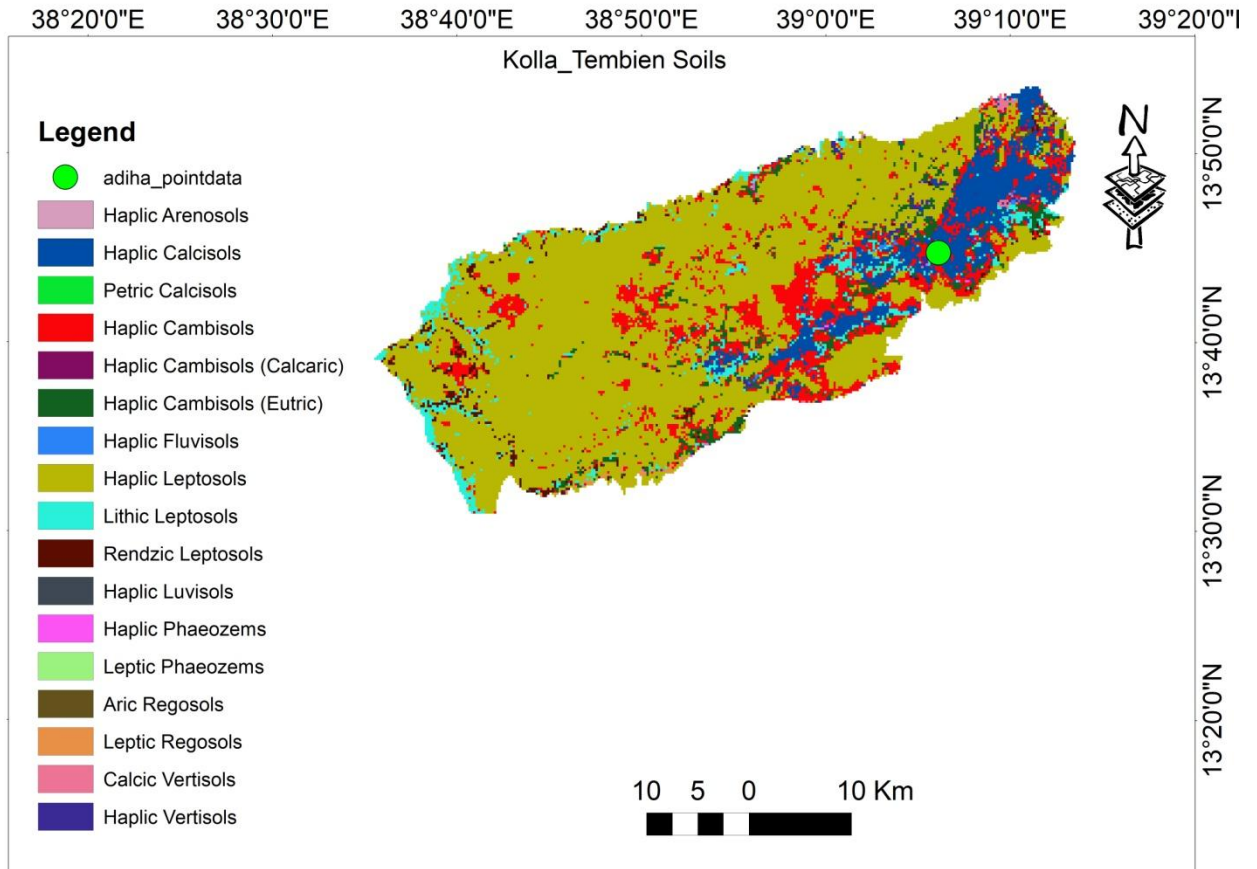 38°20'0"E 38°30'0"E 38°40'0"E 38°50'0"E 39°0'0"E 39°10'0"E 39°20'0"E
Kolla_Tembien Soils
N
Legend
adiha_pointdata
Haplic Arenosols
Haplic Calcisols
Petric Calcisols
Haplic Cambisols
Haplic Cambisols (Calcaric)
Haplic Cambisols (Eutric)
Haplic Fluvisols
Haplic Leptosols
Lithic Leptosols
Rendzic Leptosols
Haplic Luvisols
Haplic Phaeozems
Leptic Phaeozems
Aric Regosols
Leptic Regosols
Calcic Vertisols
Haplic Vertisols
13°50'0"N
13°40'0"N
13°30'0"N
13°20'0"N
10 5 0 10 Km